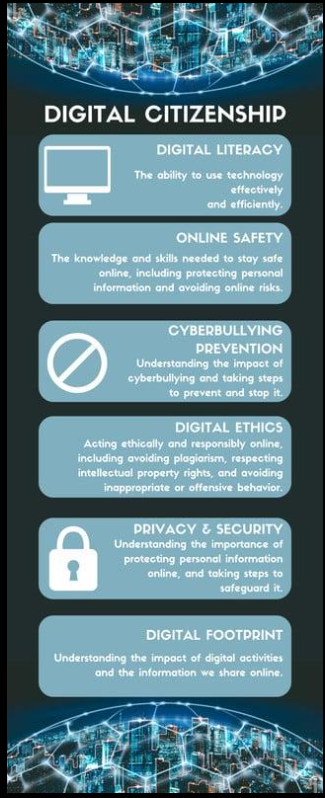 DIGITAL CITIZENSHIP
DIGITAL LITERACY
The ability to use technology
effectively
and efficiently.
ONLINE SAFETY
The knowledge and skills needed to stay safe
online, including protecting personal
information and avoiding online risks.
CYBERBULLYING
PREVENTION
Understanding the impact of
cyberbullying and taking steps
to prevent and stop it.
DIGITAL ETHICS
Acting ethically and responsibly online,
including avoiding plagiarism, respecting
intellectual property rights, and avoiding
inappropriate or offensive behavior.
PRIVACY & SECURITY
Understanding the importance of
protecting personal information
online, and taking steps to
safeguard it.
DIGITAL FOOTPRINT
Understanding the impact of digital activities
and the information we share online.